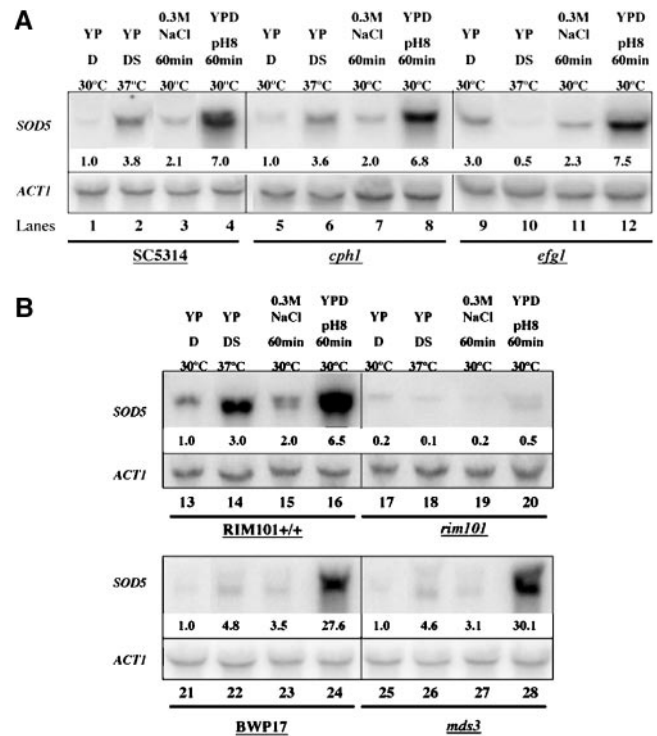 A
YP YP 0.3M YPD YP YP 0.3M YPD YP YP 0.3M YPD
NaCl pH8 NaCl pH8 NaCl pH8
D DS 60min 60min D DS 60min 60min D DS 60min 60min
30°C 37°C 30°C 30°C 30°C 37°C 30°C 30°C 30°C 37°C 30°C 30°C
SOD5
1.0 3.8 2.1 7.0 1.0 3.6 2.0 6.8 3.0 0.5 2.3 7.5
ACT1
Lanes 1 2 3 4 5 6 7 8 9 10 11 12
SC5314 cph1 efg1
B
YP YP 0.3M YPD YP YP 0.3M YPD
NaCl pH8 NaCl pH8
D DS 60min 60min D DS 60min 60min
30°C 37°C 30°C 30°C 30°C 37°C 30°C 30°C
SOD5
1.0 3.0 2.0 6.5 0.2 0.1 0.2 0.5
ACT1
13 14 15 16 17 18 19 20
RIM101+/+ rim101
SOD5
1.0 4.8 3.5 27.6 1.0 4.6 3.1 30.1
ACT1
21 22 23 24 25 26 27 28
BWP17 mds3